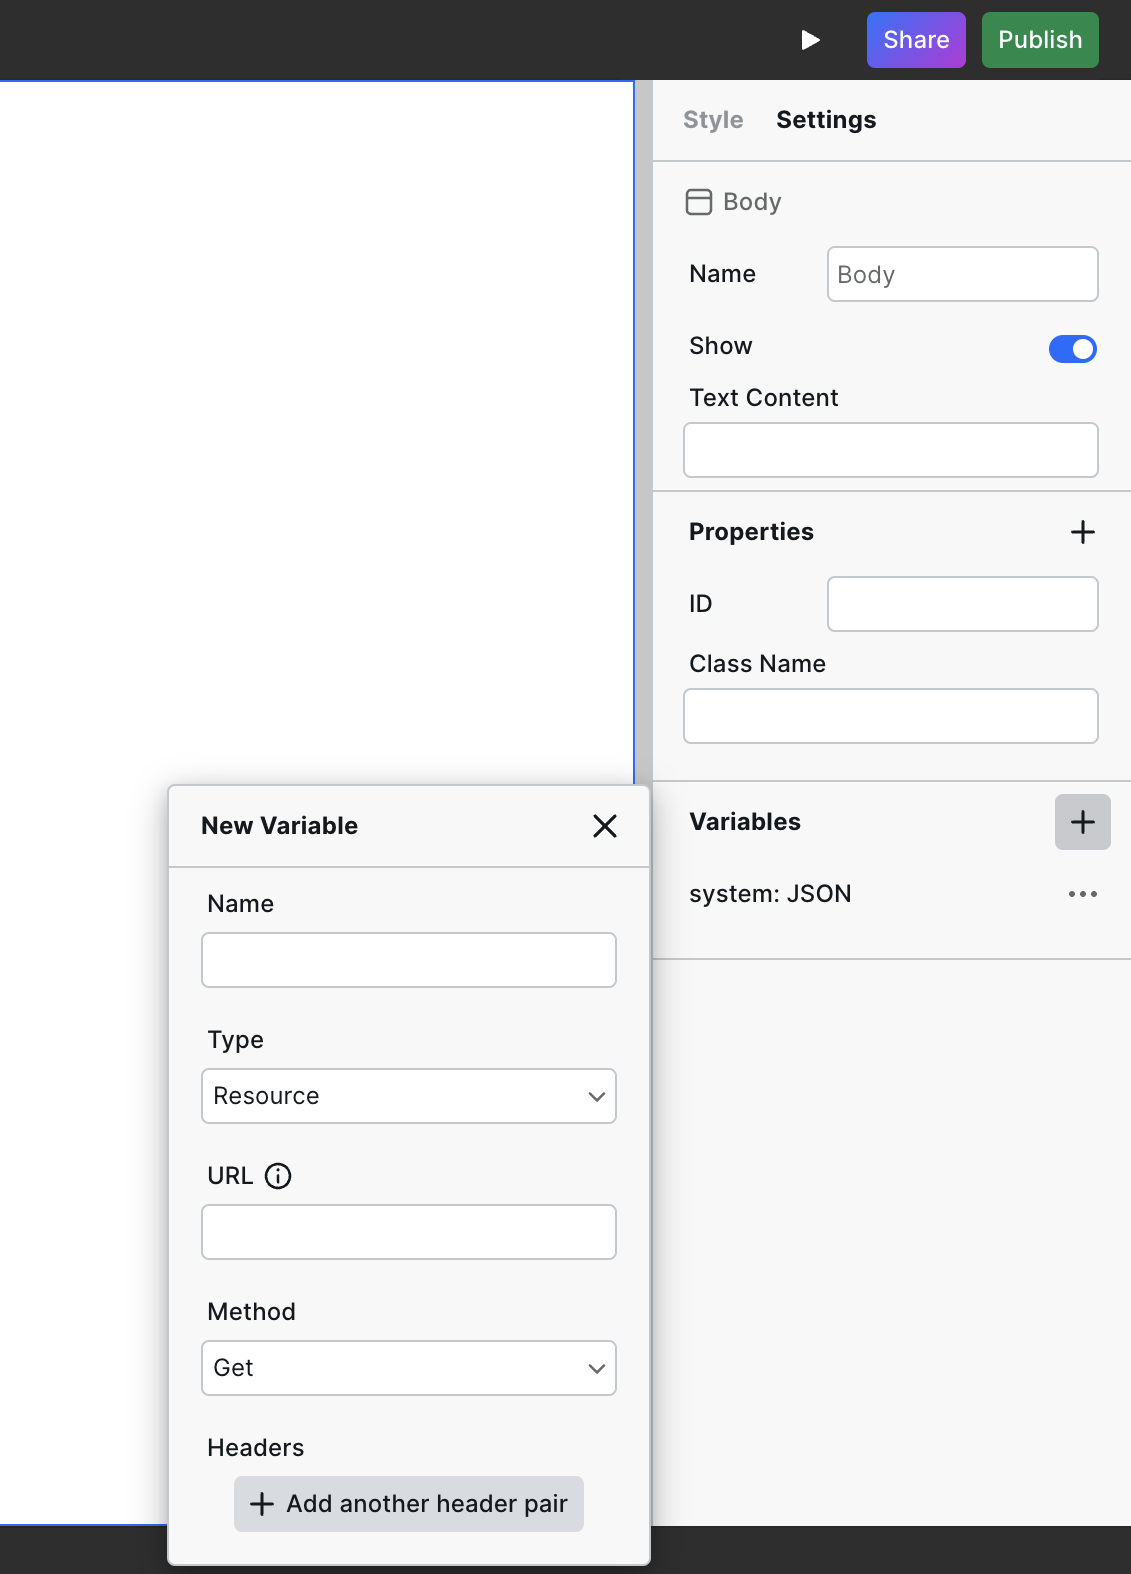 Share
Publish
Style Settings
Body
Name Body
Show
Text Content
Properties
ID
Class Name
Variables
system: JSON
New Variable
Name
Type
Resource
URL
Method
Get
Headers
Add another header pair